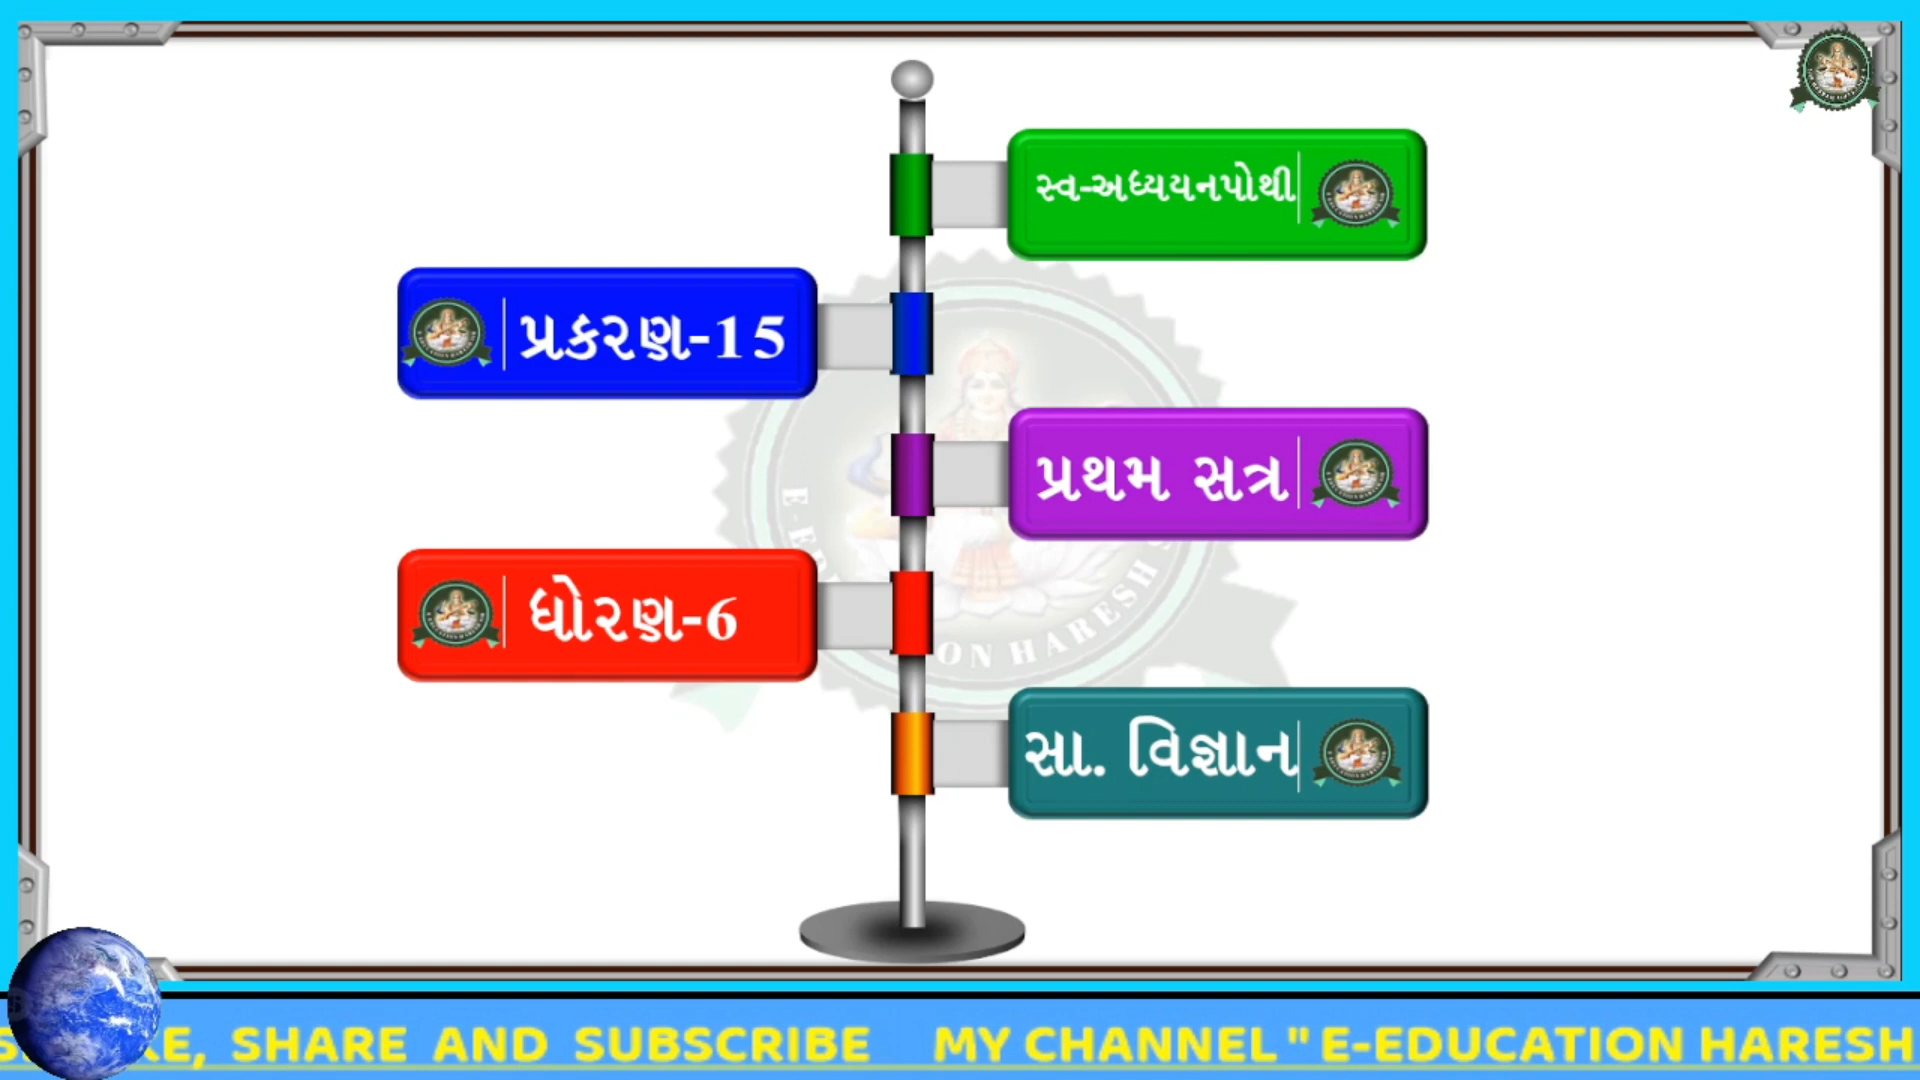 સ્વ-અધ્યયનપોથી
પ્રકરણ-15
પ્રથમ સત્ર
ધોરણ-6
સા. વિજ્ઞાન
E, SHARE AND SUBSCRIBE MY CHANNEL " E-EDUCATION HARESH